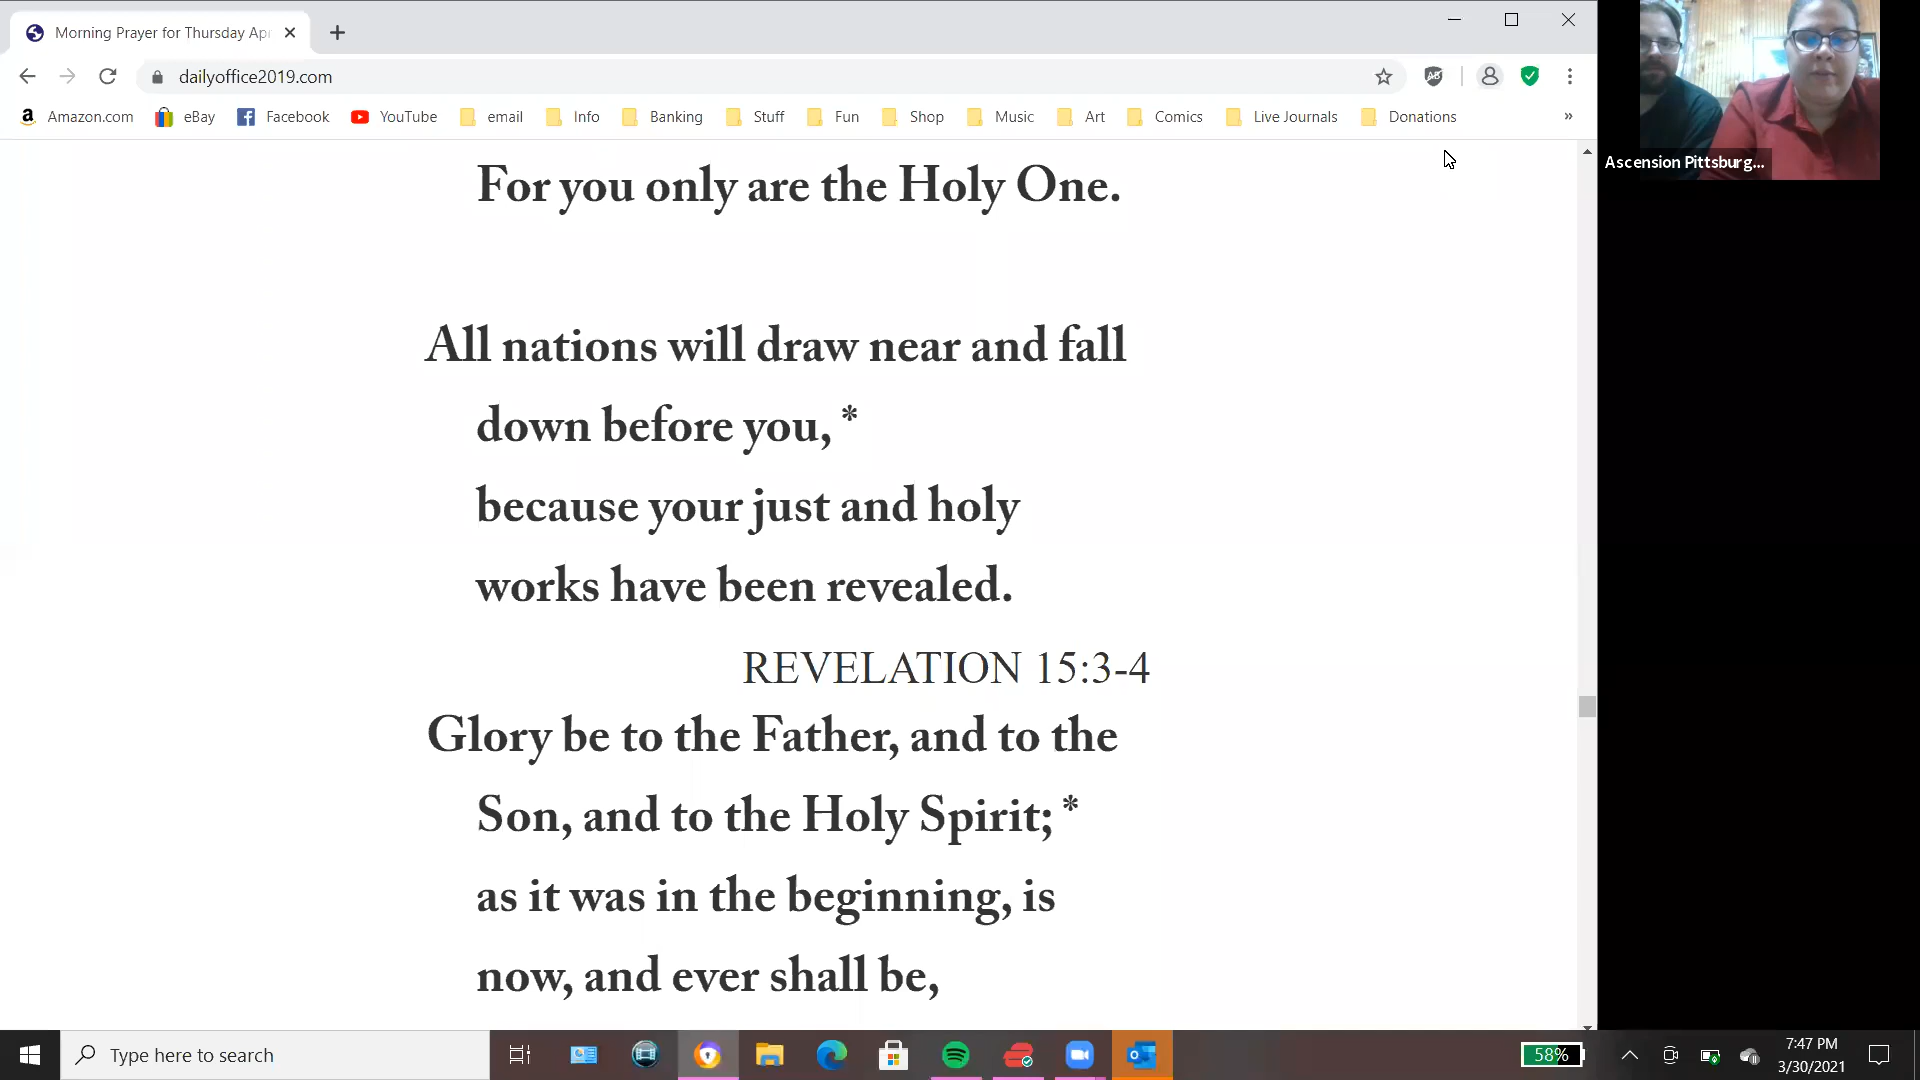 Morning Prayer for Thursday Apr
dailyoffice2019.com
Amazon.com eBay Facebook YouTube email Info Banking Stuff Fun Shop Music Art Comics Live Journals Donations »
Ascension Pittsburg...
For you only are the Holy One.
All nations will draw near and fall
down before you, *
because your just and holy
works have been revealed.
REVELATION 15:3-4
Glory be to the Father, and to the
Son, and to the Holy Spirit; *
as it was in the beginning, is
now, and ever shall be,
Type here to search
58%
7:47 PM
3/30/2021